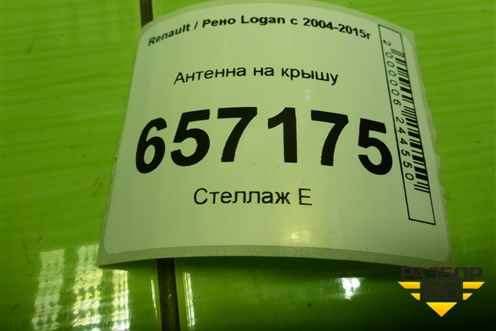 Renault / Рено Logan с 2004-2015г
Антенна на крышу
657175
Стеллаж Е
2000006244550
РАЗБОР